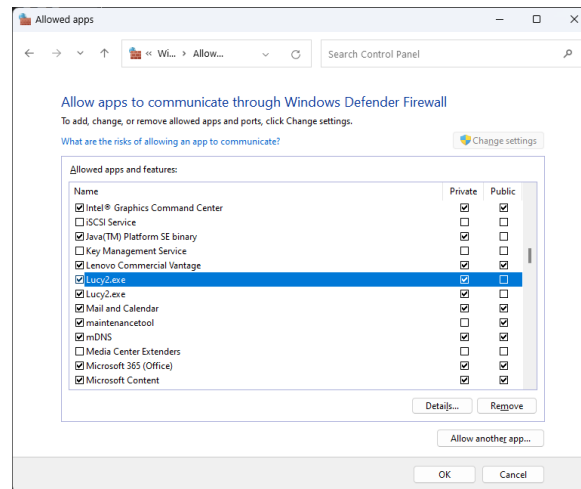 Allowed apps
« Wi... › Allow...
Search Control Panel
Allow apps to communicate through Windows Defender Firewall
To add, change, or remove allowed apps and ports, click Change settings.
What are the risks of allowing an app to communicate?
Change settings
Allowed apps and features:
Name Private Public
Intel® Graphics Command Center
iSCSI Service
Java(TM) Platform SE binary
Key Management Service
Lenovo Commercial Vantage
Lucy2.exe
Lucy2.exe
Mail and Calendar
maintenancetool
mDNS
Media Center Extenders
Microsoft 365 (Office)
Microsoft Content
Details... Remove
Allow another app...
OK Cancel